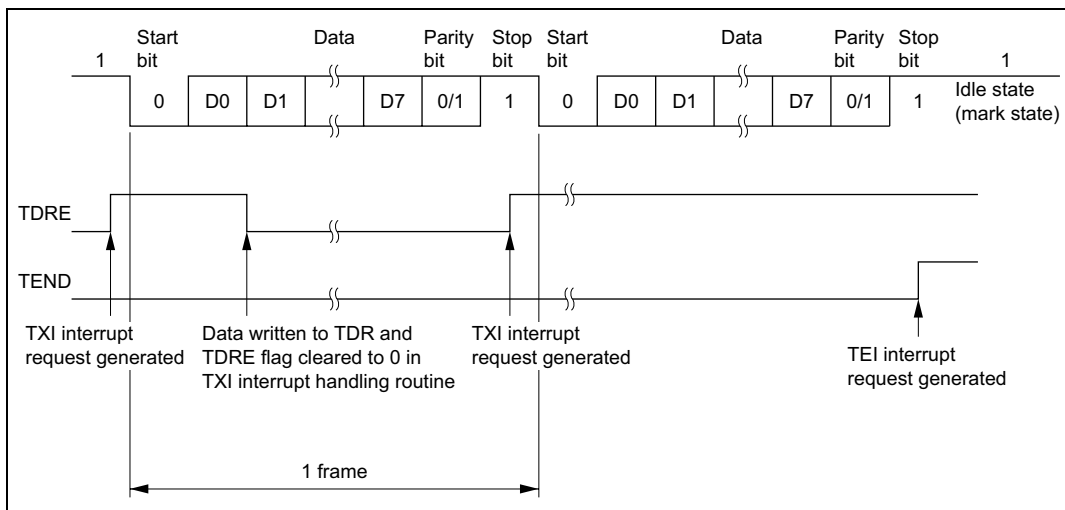 1
Start bit
Data
Parity bit
Stop bit
Start bit
Data
Parity bit
Stop bit
1
0
D0
D1
D7
0/1
1
0
D0
D1
D7
0/1
1
Idle state
(mark state)
TDRE
TEND
TXI interrupt
request generated
Data written to TDR and
TDRE flag cleared to 0 in
TXI interrupt handling routine
TXI interrupt
request generated
TEI interrupt
request generated
1 frame